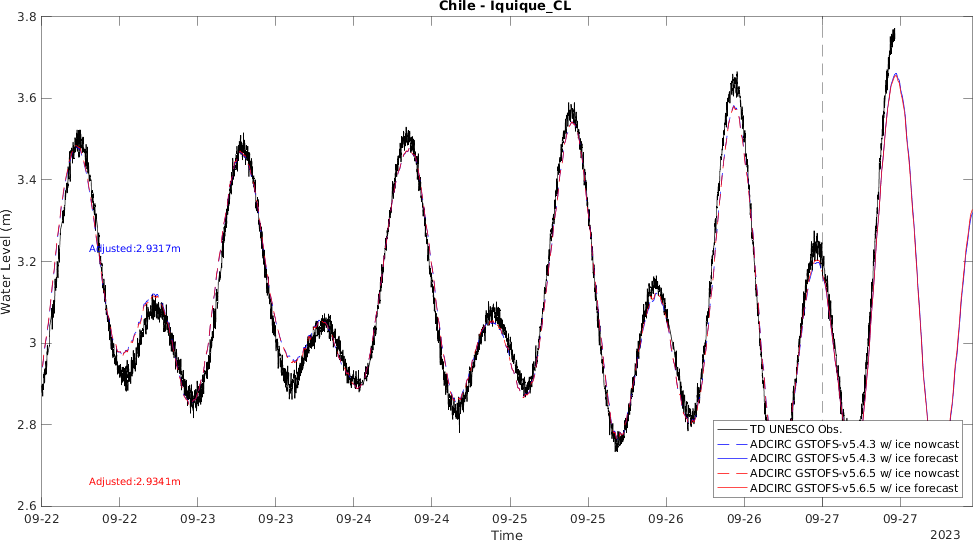 Chile - Iquique_CL
3.8
3.6
3.4
3.2
3
2.8
2.6
Water Level (m)
Adjusted:2.9317m
Adjusted:2.9341m
TD UNESCO Obs.
ADCIRC GSTOFS-v5.4.3 w/ ice nowcast
ADCIRC GSTOFS-v5.4.3 w/ ice forecast
ADCIRC GSTOFS-v5.6.5 w/ ice nowcast
ADCIRC GSTOFS-v5.6.5 w/ ice forecast
09-22 09-22 09-23 09-23 09-24 09-24 09-25 09-25 09-26 09-26 09-27 09-27
Time
2023